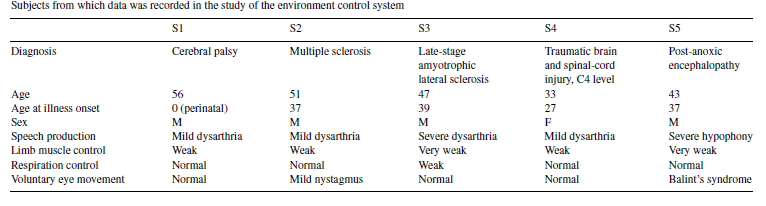 Subjects from which data was recorded in the study of the environment control system
S1 S2 S3 S4 S5
Diagnosis Cerebral palsy Multiple sclerosis Late-stage Traumatic brain Post-anoxic
amyotrophic and spinal-cord encephalopathy
lateral sclerosis injury, C4 level
Age 56 51 47 33 43
Age at illness onset 0 (perinatal) 37 39 27 37
Sex M M M F M
Speech production Mild dysarthria Mild dysarthria Severe dysarthria Mild dysarthria Severe hypophony
Limb muscle control Weak Weak Very weak Weak Very weak
Respiration control Normal Normal Weak Normal Normal
Voluntary eye movement Normal Mild nystagmus Normal Normal Balint's syndrome